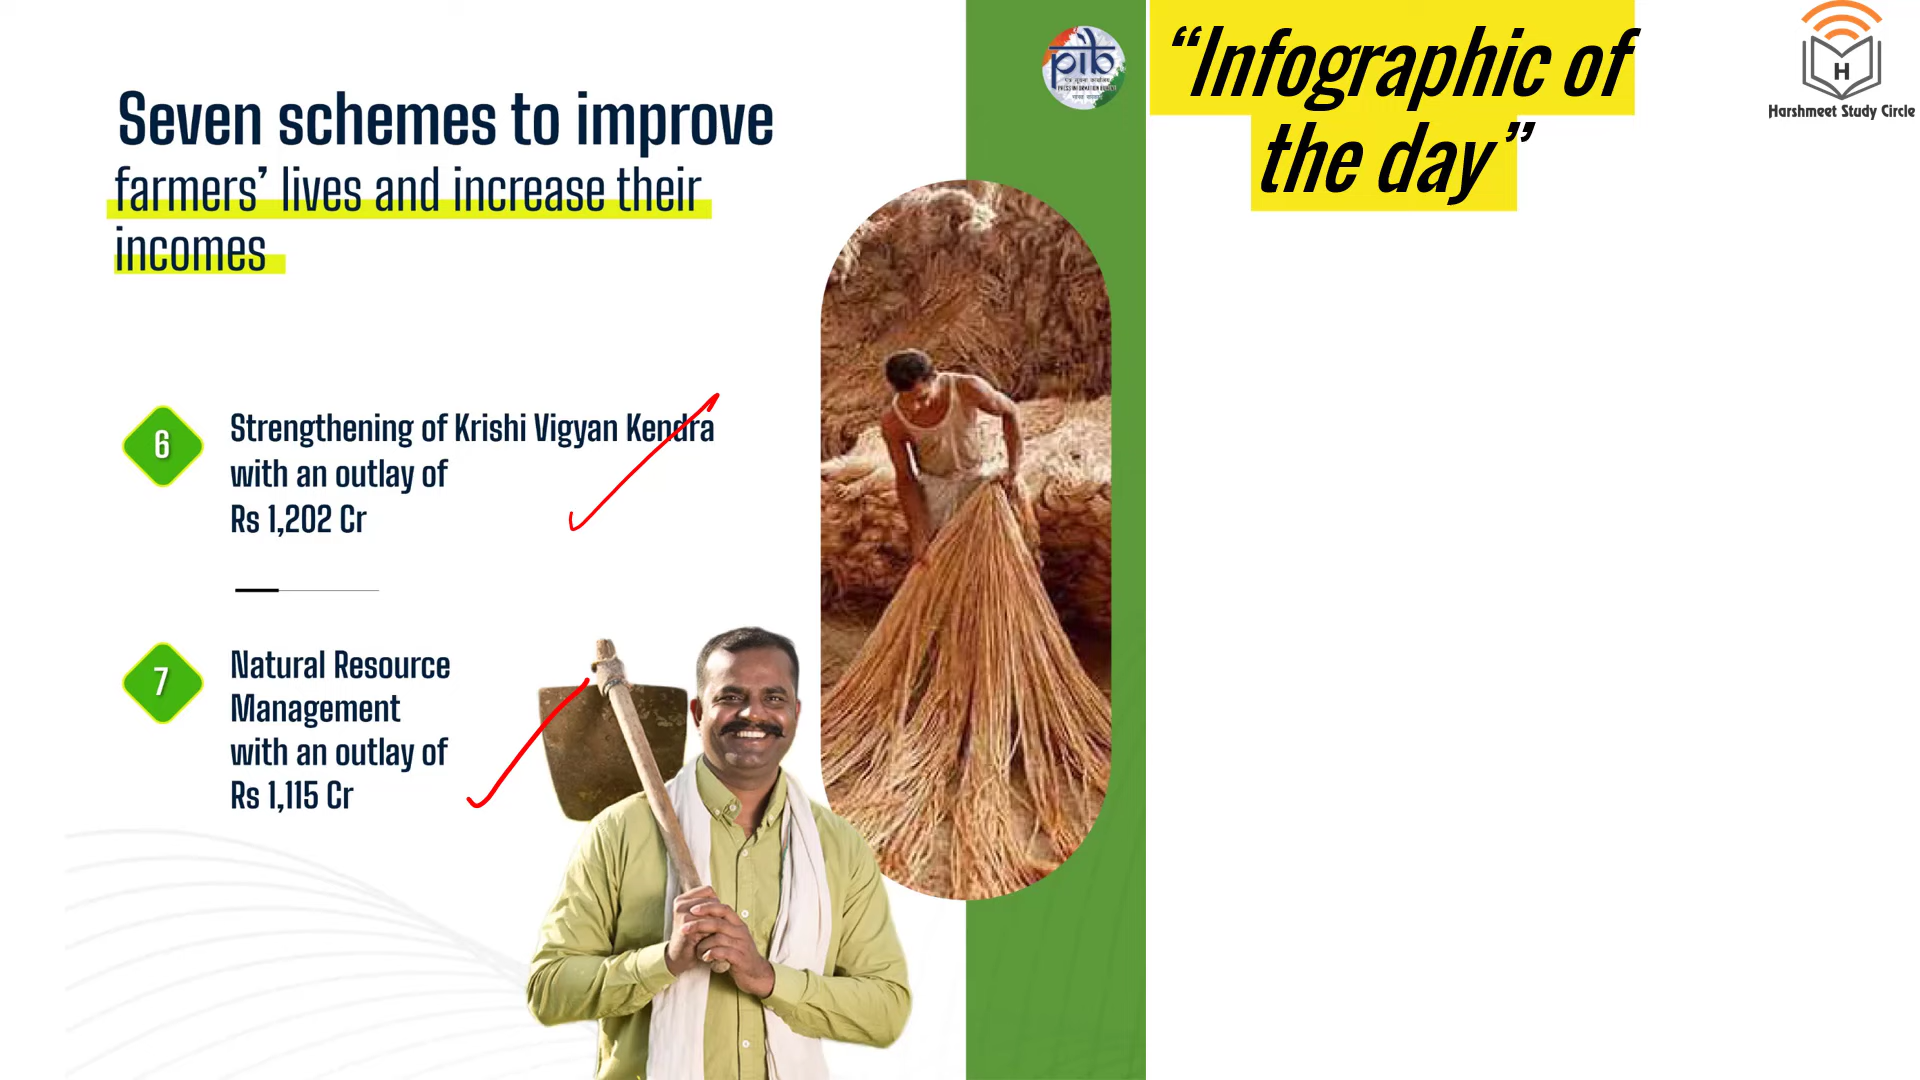 Seven schemes to improve
farmers’ lives and increase their
incomes
6
Strengthening of Krishi Vigyan Kendra
with an outlay of
Rs 1,202 Cr
7
Natural Resource
Management
with an outlay of
Rs 1,115 Cr
pib
“Infographic of
the day”
H
Harshmeet Study Circle